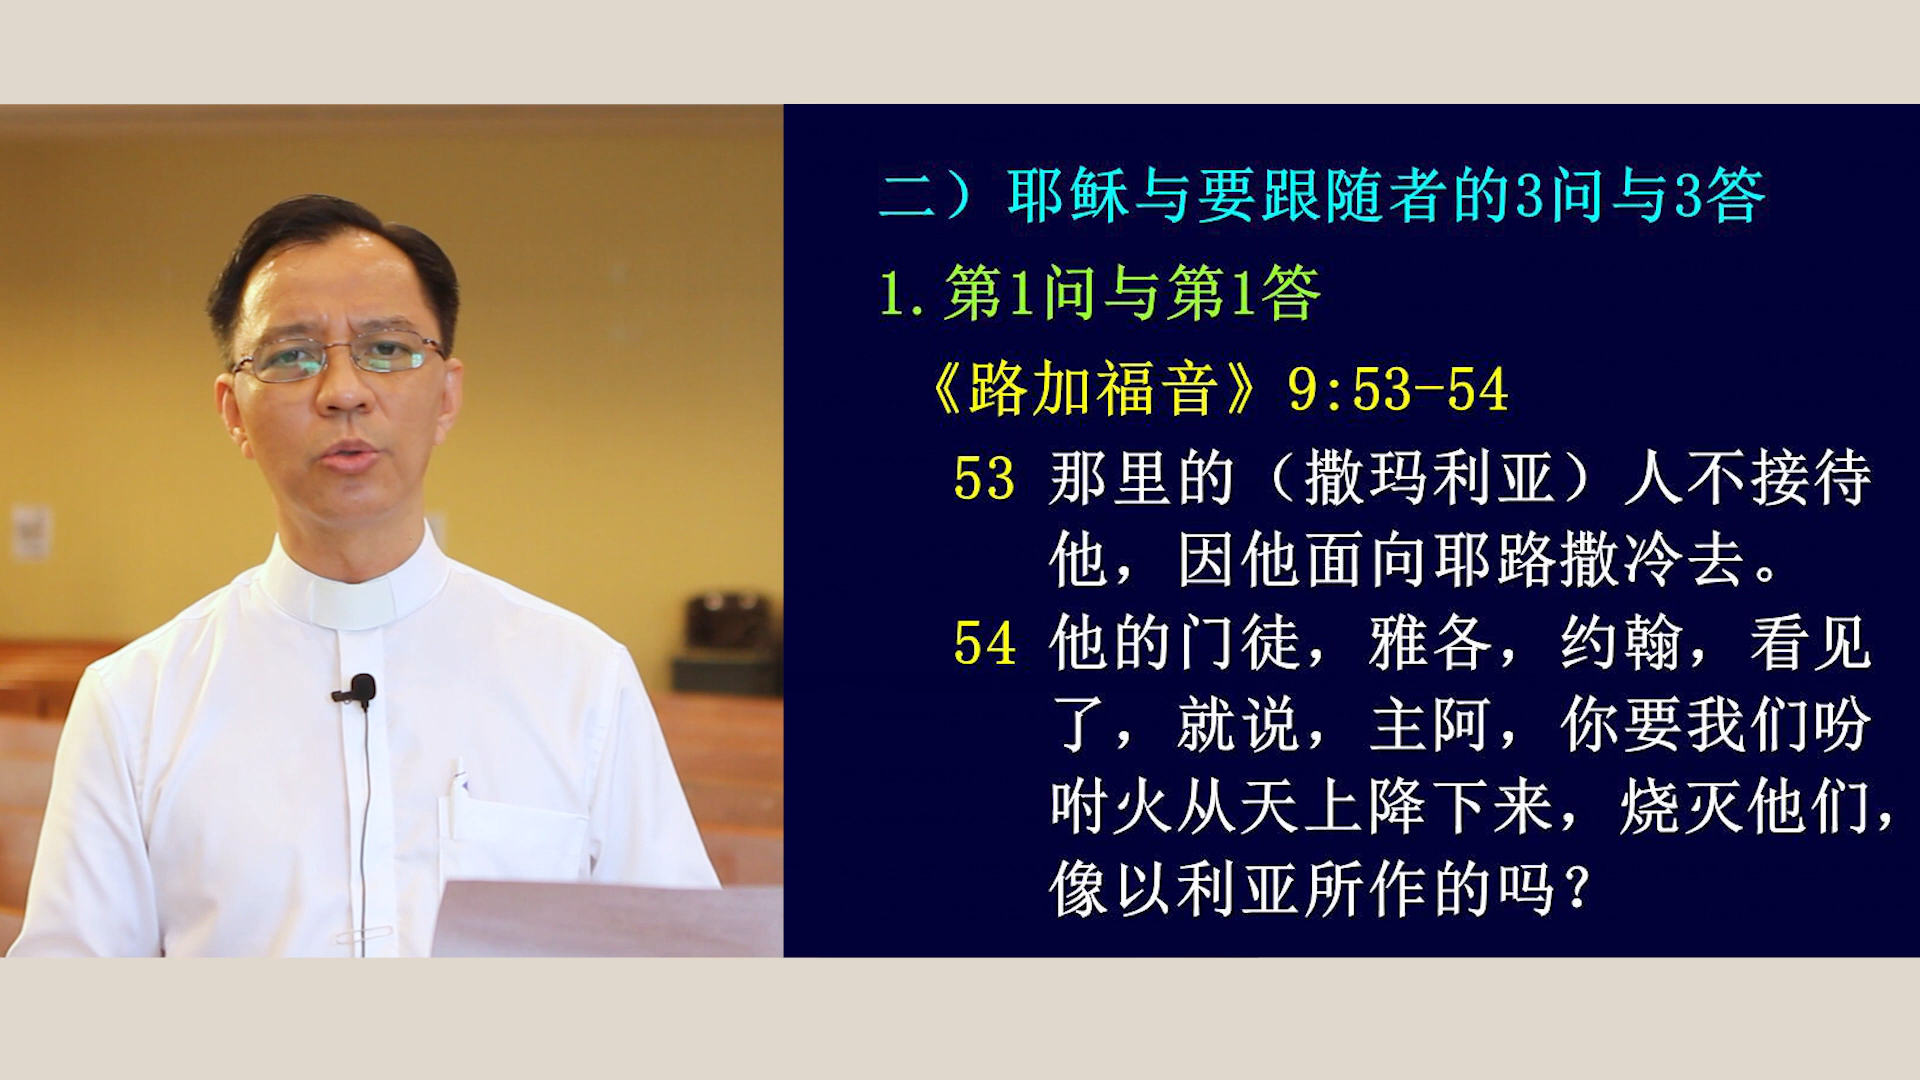 二）耶稣与要跟随者的3问与3答
1.第1问与第1答
《路加福音》9:53-54
53 那里的（撒玛利亚）人不接待
他，因他面向耶路撒冷去。
54 他的门徒，雅各，约翰，看见
了，就说，主阿，你要我们吩
咐火从天上降下来，烧灭他们，
像以利亚所作的吗？